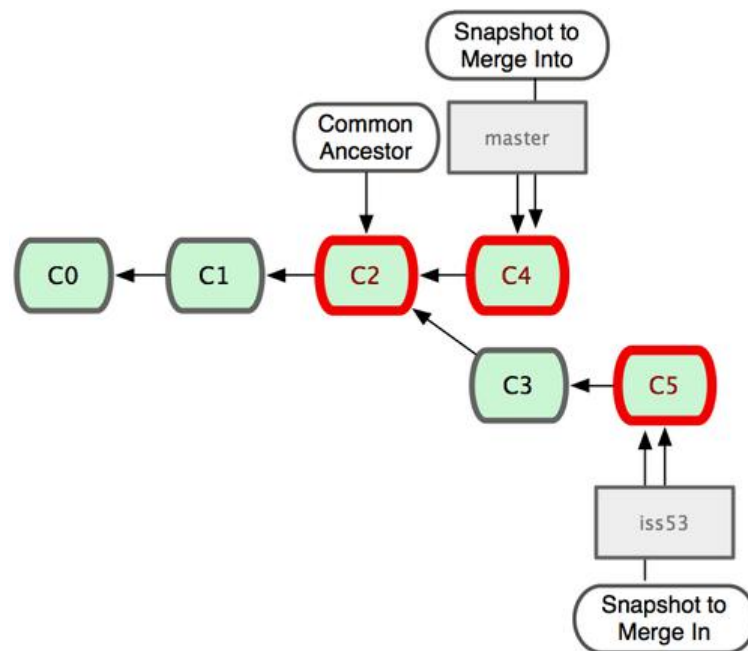 Snapshot to
Merge Into
Common
Ancestor
master
C0
C1
C2
C4
C3
C5
iss53
Snapshot to
Merge In